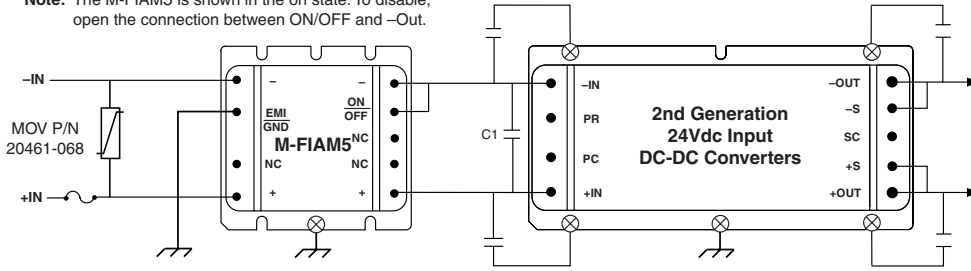 Note: The M-FIAM5 is shown in the on state. To disable,
open the connection between ON/OFF and –Out.
–IN
MOV P/N
20461-068
+IN
–
EMI
GND
NC
+
M-FIAM5
–
ON
OFF
NC
NC
+
C1
–IN
PR
PC
+IN
2nd Generation
24Vdc Input
DC-DC Converters
–OUT
–S
SC
+S
+OUT